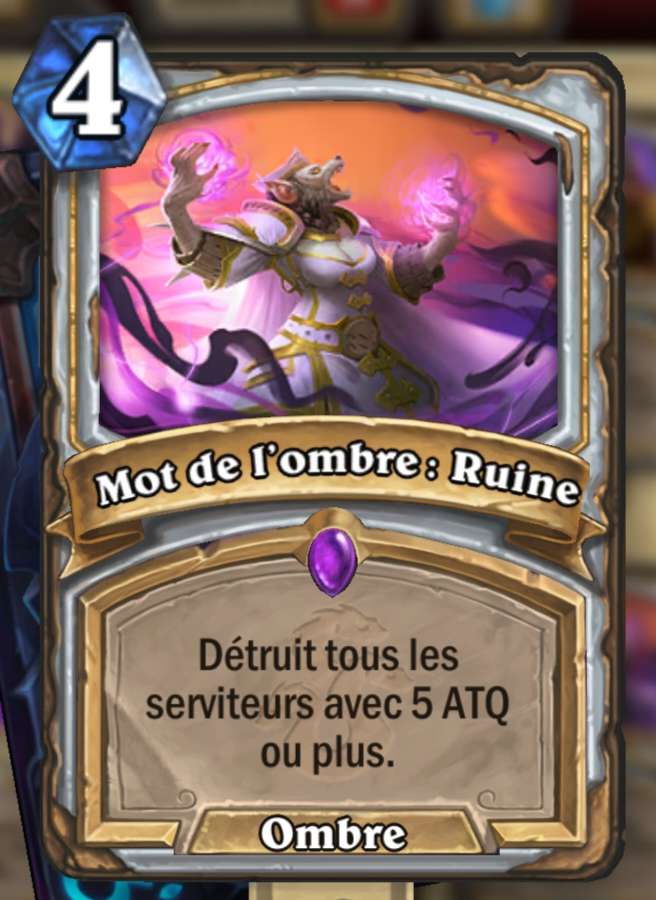 4
Mot de l'ombre : Ruine
Détruit tous les
serviteurs avec 5 ATQ
ou plus.
Ombre